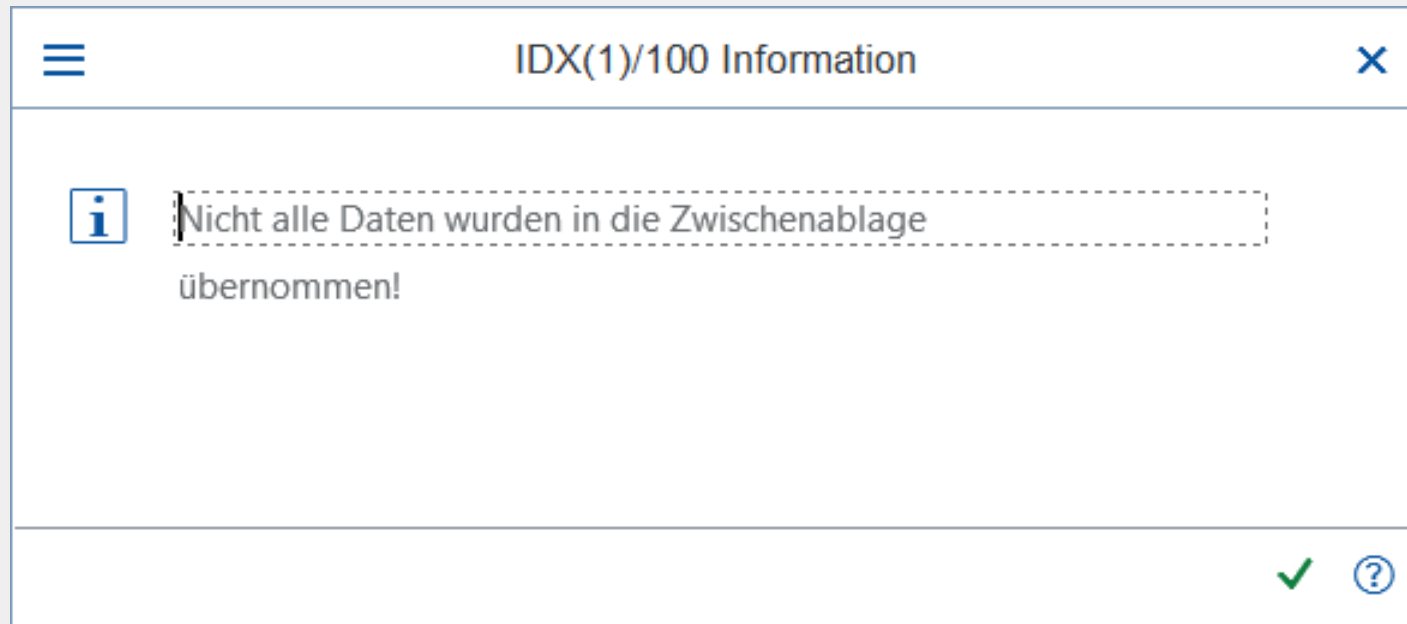 IDX(1)/100 Information
Nicht alle Daten wurden in die Zwischenablage
übernommen!